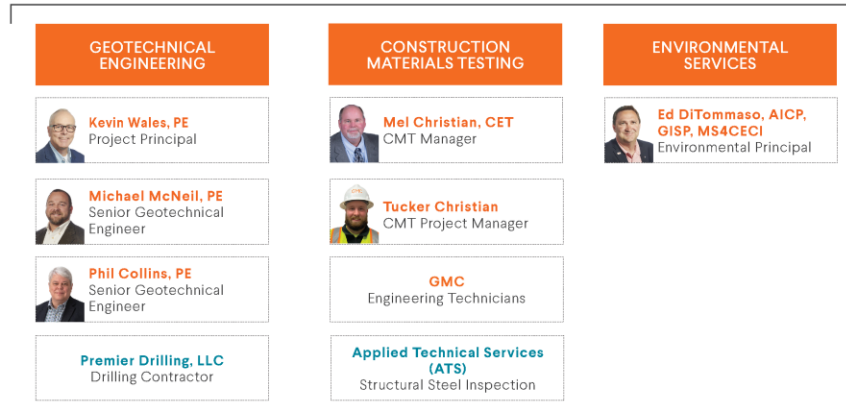 GEOTECHNICAL
ENGINEERING
Kevin Wales, PE
Project Principal
Michael McNeil, PE
Senior Geotechnical
Engineer
Phil Collins, PE
Senior Geotechnical
Engineer
Premier Drilling, LLC
Drilling Contractor
CONSTRUCTION
MATERIALS TESTING
Mel Christian, CET
CMT Manager
Tucker Christian
CMT Project Manager
GMC
Engineering Technicians
Applied Technical Services
(ATS)
Structural Steel Inspection
ENVIRONMENTAL
SERVICES
Ed DiTommaso, AICP,
GISP, MS4CECI
Environmental Principal